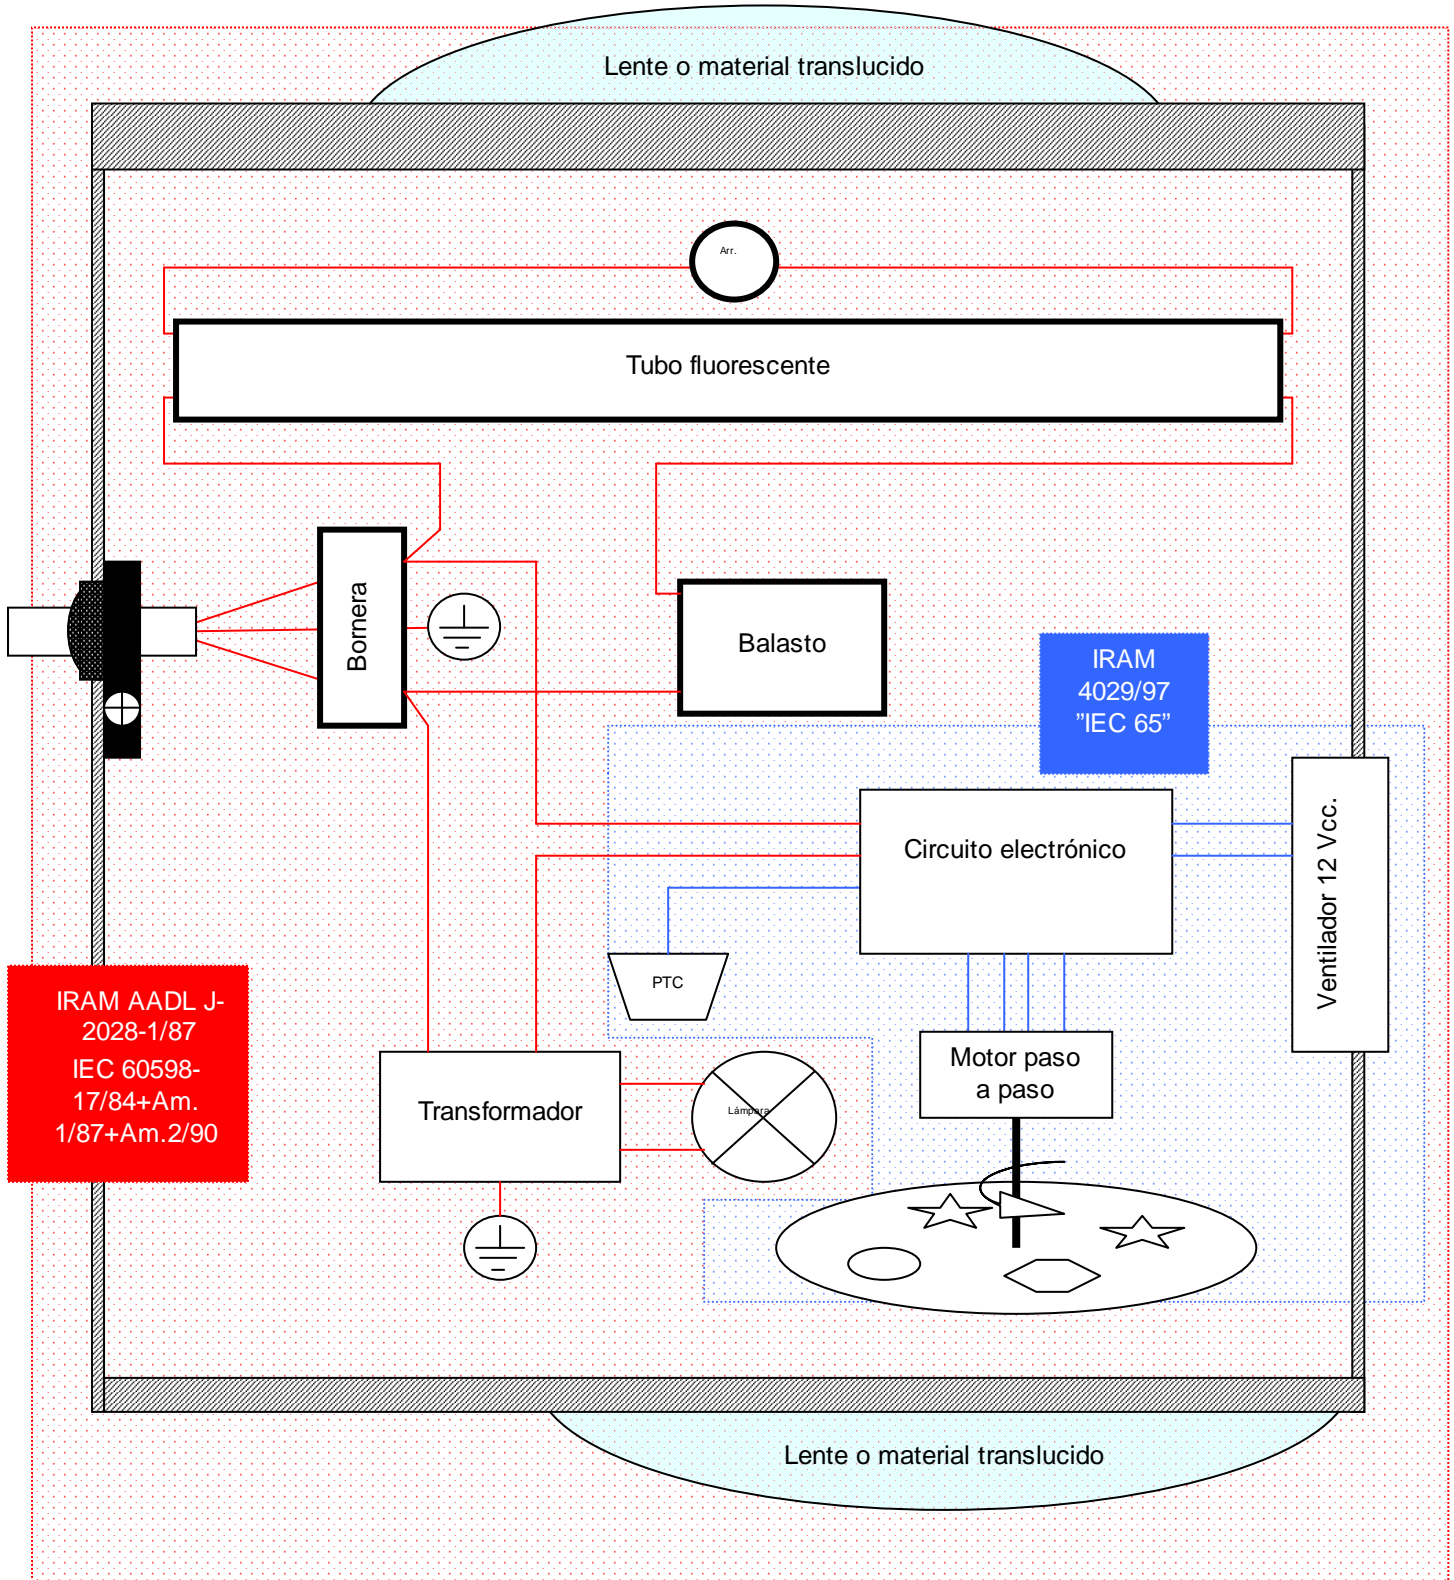 Lente o material translucido
Arr.
Tubo fluorescente
Bornera
Balasto
IRAM
4029/97
”IEC 65”
Circuito electrónico
Ventilador 12 Vcc.
PTC
IRAM AADL J-
2028-1/87
IEC 60598-
17/84+Am.
1/87+Am.2/90
Motor paso
a paso
Transformador
Lámpara
Lente o material translucido